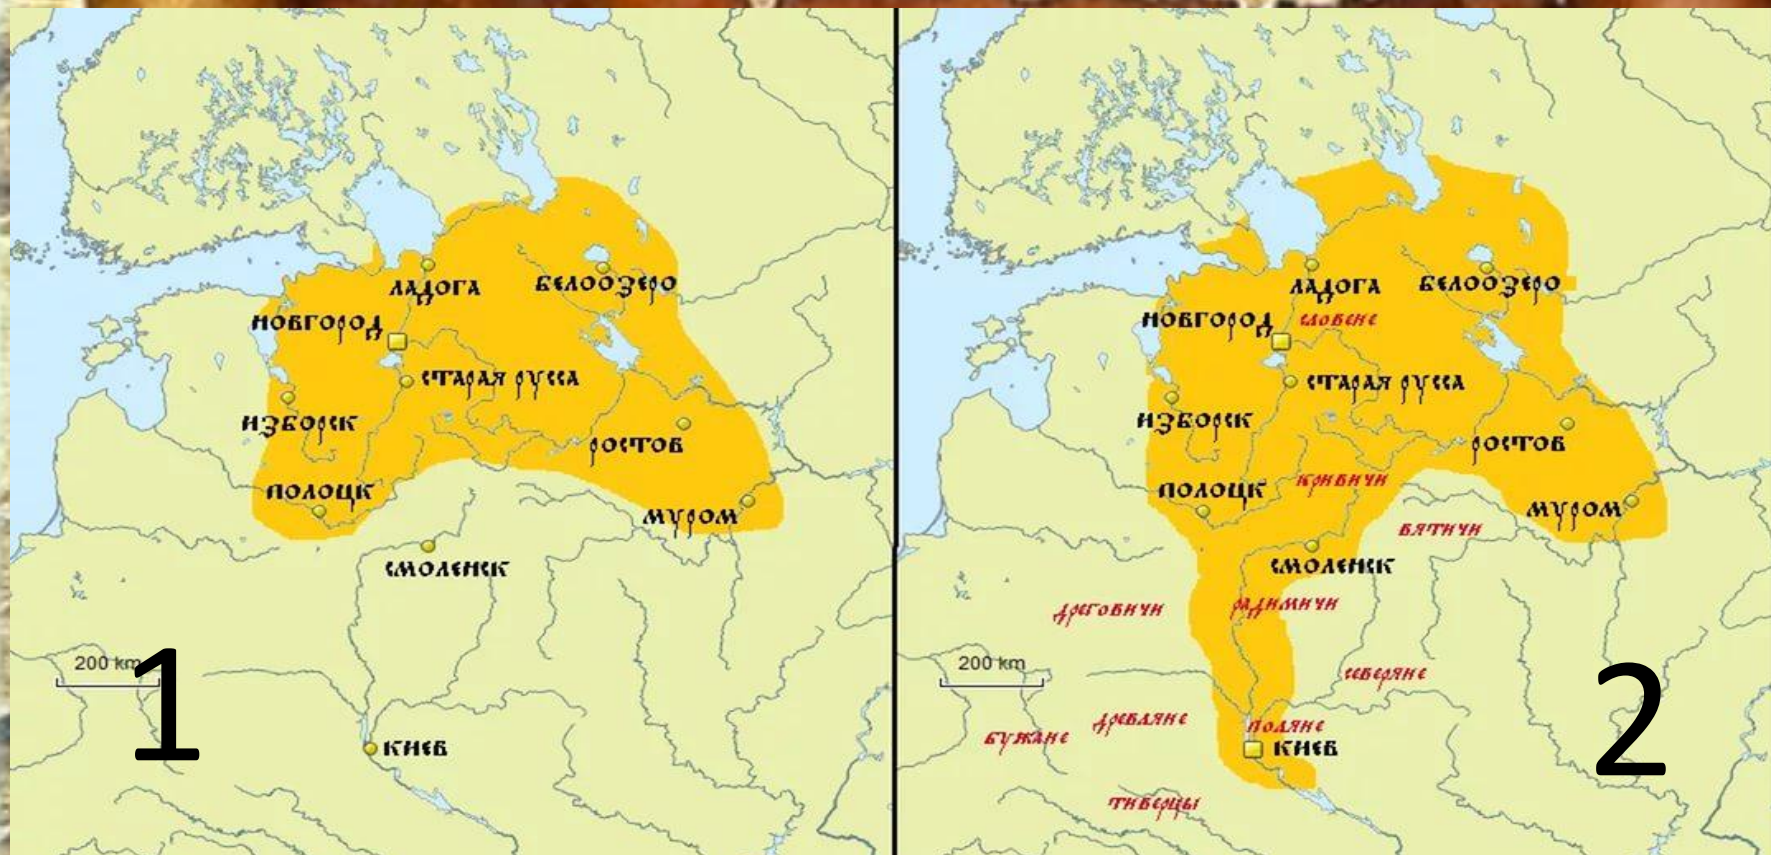 ЛАДОГА
БЕЛООЗЕРО
НОВГОРОД
СТАРАЯ РУССА
ИЗБОРСК
РОСТОВ
ПОЛОЦК
МУРОМ
СМОЛЕНСК
200 km
1
КИЕВ
ЛАДОГА
БЕЛООЗЕРО
НОВГОРОД
СЛОВЕНЕ
СТАРАЯ РУССА
ИЗБОРСК
РОСТОВ
КРИВИЧИ
ПОЛОЦК
МУРОМ
ВЯТИЧИ
СМОЛЕНСК
ДРЕГОВИЧИ
РАДИМИЧИ
200 km
СЕВЕРЯНЕ
2
ДРЕВЛЯНЕ
ПОЛЯНЕ
БУЖАНЕ
КИЕВ
ТИВЕРЦЫ